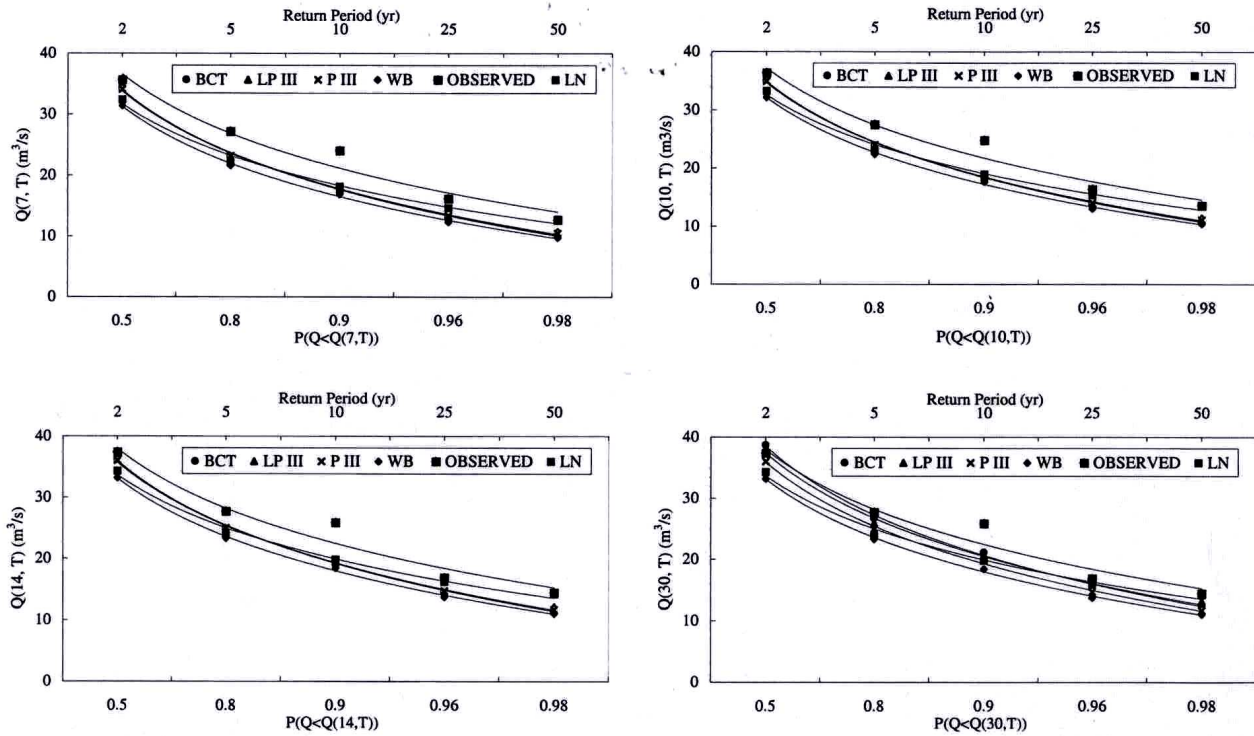 Return Period (yr)
2 5 10 25 50
40
30
20
10
0
BCT LP III P III WB OBSERVED LN
Q(7, T) (m³/s)
0.5 0.8 0.9 0.96 0.98
P(Q<Q(7,T))
Return Period (yr)
2 5 10 25 50
40
30
20
10
0
BCT LP III P III WB OBSERVED LN
Q(10, T) (m3/s)
0.5 0.8 0.9 0.96 0.98
P(Q<Q(10,T))
Return Period (yr)
2 5 10 25 50
40
30
20
10
0
BCT LP III P III WB OBSERVED LN
Q(14, T) (m³/s)
0.5 0.8 0.9 0.96 0.98
P(Q<Q(14,T))
Return Period (yr)
2 5 10 25 50
40
30
20
10
0
BCT LP III P III WB OBSERVED LN
Q(30, T) (m³/s)
0.5 0.8 0.9 0.96 0.98
P(Q<Q(30,T))